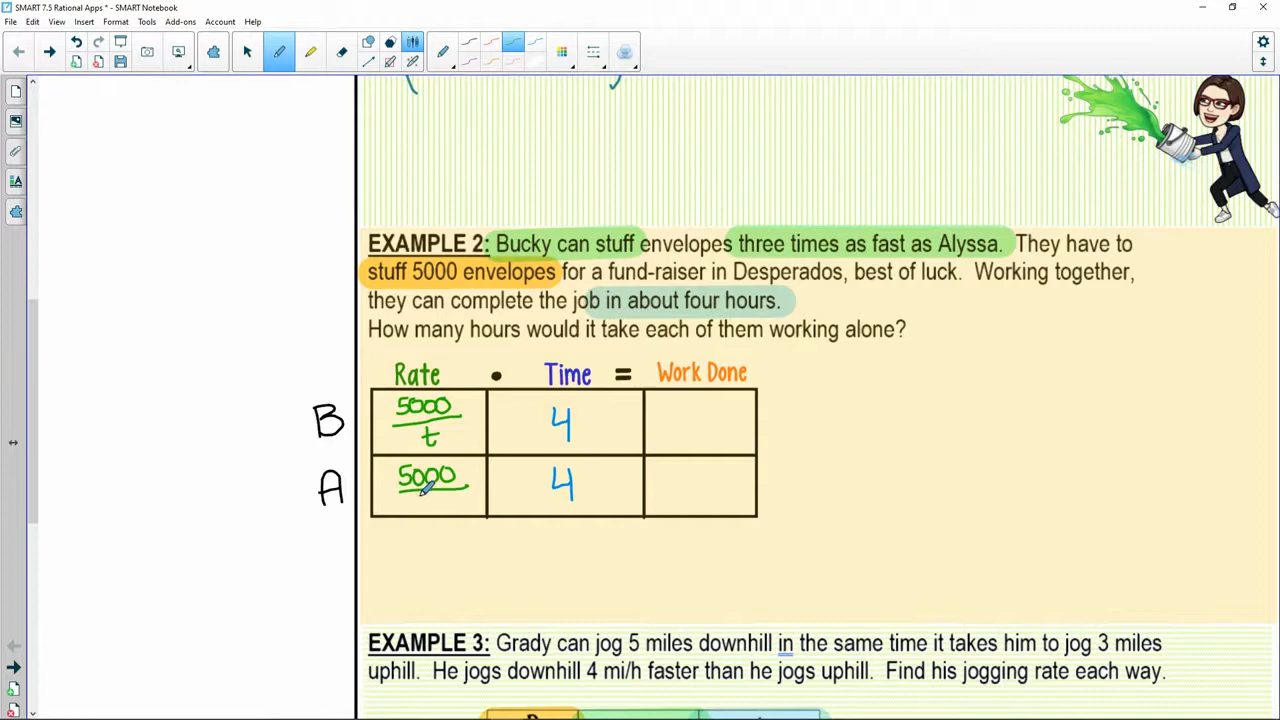 SMART 7.5 Rational Apps * - SMART Notebook
File Edit View Insert Format Tools Add-ons Account Help
EXAMPLE 2: Bucky can stuff envelopes three times as fast as Alyssa. They have to
stuff 5000 envelopes for a fund-raiser in Desperados, best of luck. Working together,
they can complete the job in about four hours.
How many hours would it take each of them working alone?
Rate • Time = Work Done
B 5000/t 4
A 5000 4
EXAMPLE 3: Grady can jog 5 miles downhill in the same time it takes him to jog 3 miles
uphill. He jogs downhill 4 mi/h faster than he jogs uphill. Find his jogging rate each way.